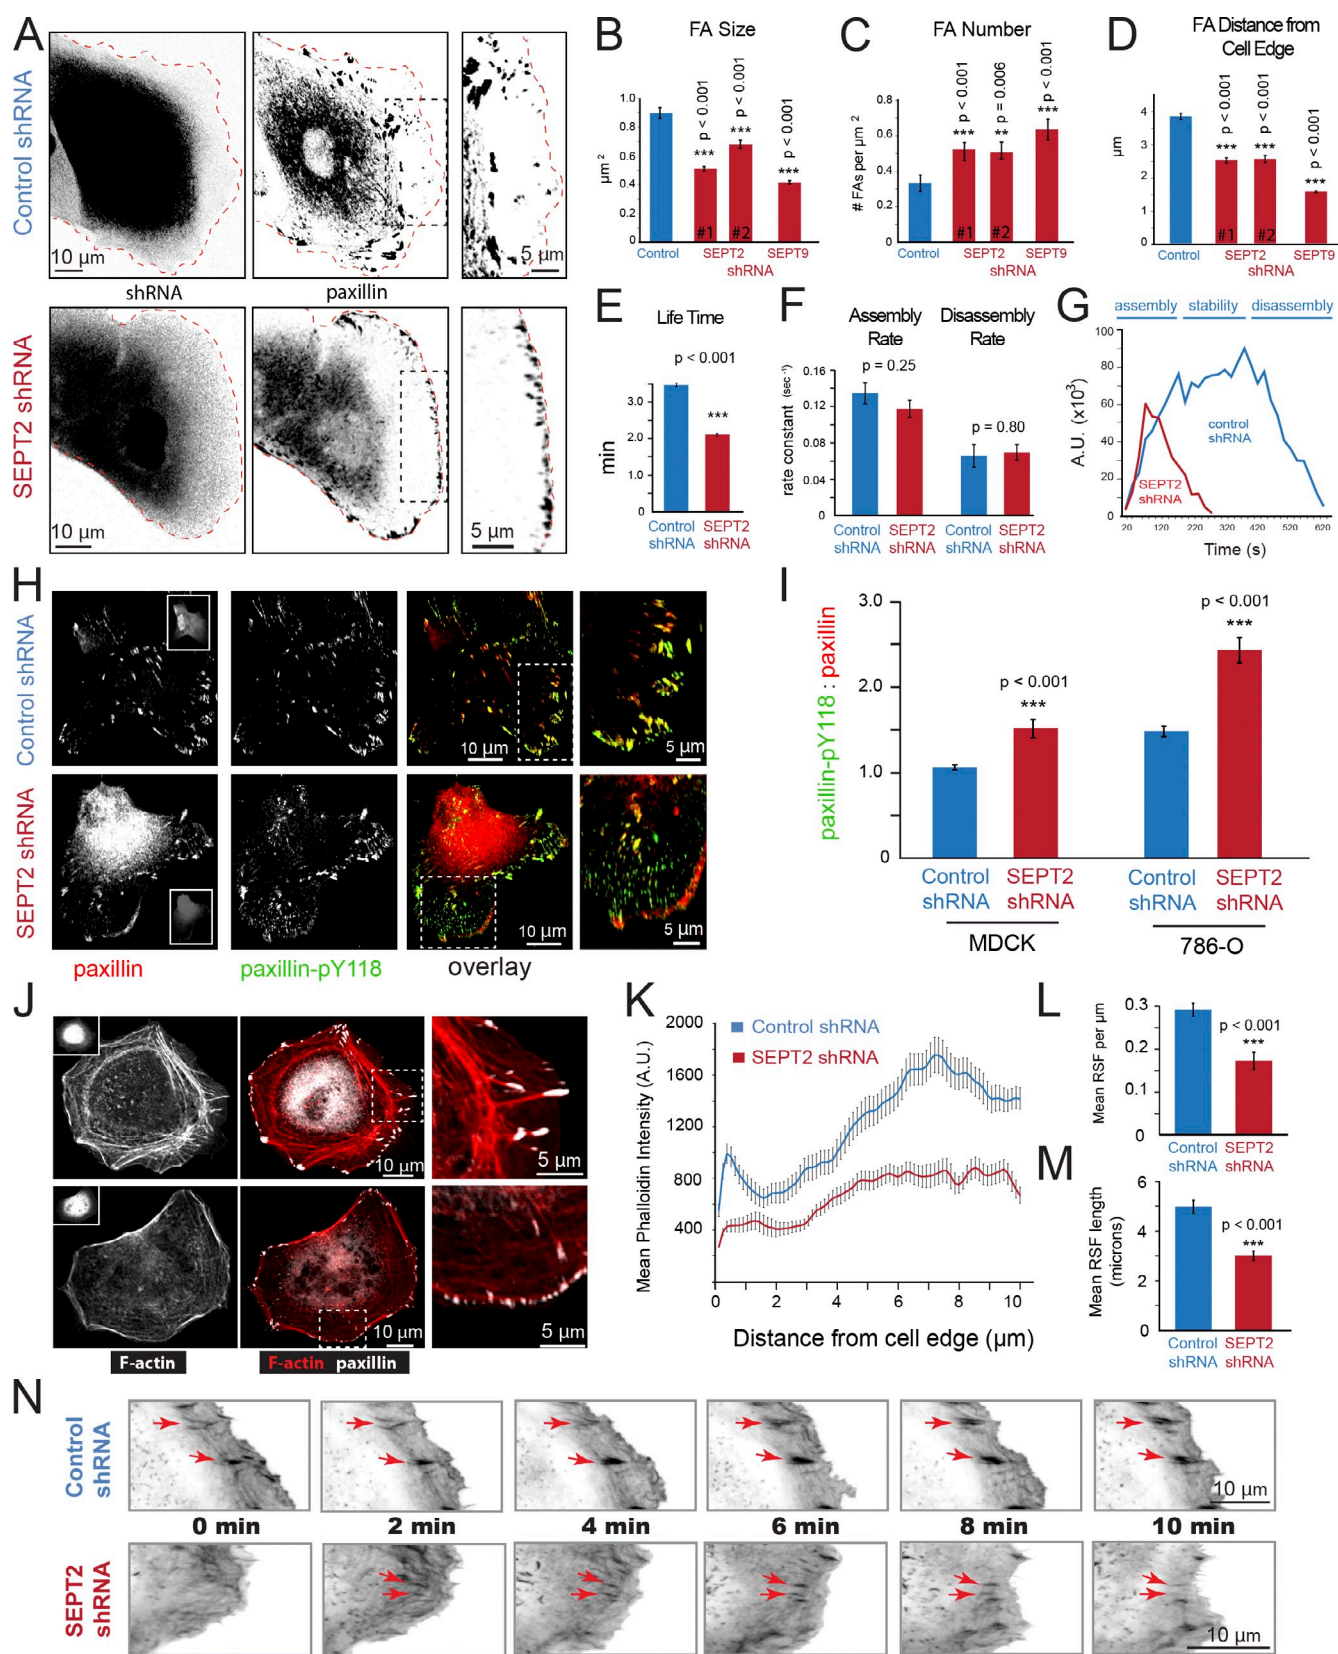 A
Control shRNA
SEPT2 shRNA
10 µm
5 µm
shRNA
paxillin
10 µm
5 µm
B
FA Size
µm²
1.0
0.8
0.6
0.4
0.2
0
p < 0.001
p < 0.001
p < 0.001
***
***
***
#1
#2
Control
SEPT2
SEPT9
shRNA
C
FA Number
# FAs per µm²
0.8
0.6
0.4
0.2
0
p < 0.001
p = 0.006
p < 0.001
***
**
***
#1
#2
Control
SEPT2
SEPT9
shRNA
D
FA Distance from
Cell Edge
µm
4
3
2
1
0
p < 0.001
p < 0.001
p < 0.001
***
***
***
#1
#2
Control
SEPT2
SEPT9
shRNA
E
Life Time
p < 0.001
***
min
3.0
2.0
1
0
Control
shRNA
SEPT2
shRNA
F
Assembly
Rate
Disassembly
Rate
p = 0.25
p = 0.80
rate constant (sec⁻¹)
0.16
0.12
0.08
0.04
0
Control
shRNA
SEPT2
shRNA
Control
shRNA
SEPT2
shRNA
G
assembly
stability
disassembly
A.U. (x10³)
100
80
60
40
20
0
control
shRNA
SEPT2
shRNA
20
120
220
320
420
520
620
Time (s)
H
Control shRNA
SEPT2 shRNA
10 µm
5 µm
10 µm
5 µm
paxillin
paxillin-pY118
overlay
I
paxillin-pY118 : paxillin
3.0
2.0
1.0
0
p < 0.001
***
p < 0.001
***
Control
shRNA
SEPT2
shRNA
Control
shRNA
SEPT2
shRNA
MDCK
786-O
J
10 µm
5 µm
10 µm
5 µm
F-actin
F-actin paxillin
K
Control shRNA
SEPT2 shRNA
Mean Phalloidin Intensity (A.U.)
2000
1600
1200
800
400
0
2
4
6
8
10
Distance from cell edge (µm)
L
Mean RSF per µm
0.3
0.2
0.1
0
p < 0.001
***
Control
shRNA
SEPT2
shRNA
M
Mean RSF length
(microns)
6
4
2
0
p < 0.001
***
Control
shRNA
SEPT2
shRNA
N
Control
shRNA
10 µm
0 min
2 min
4 min
6 min
8 min
10 min
SEPT2
shRNA
10 µm